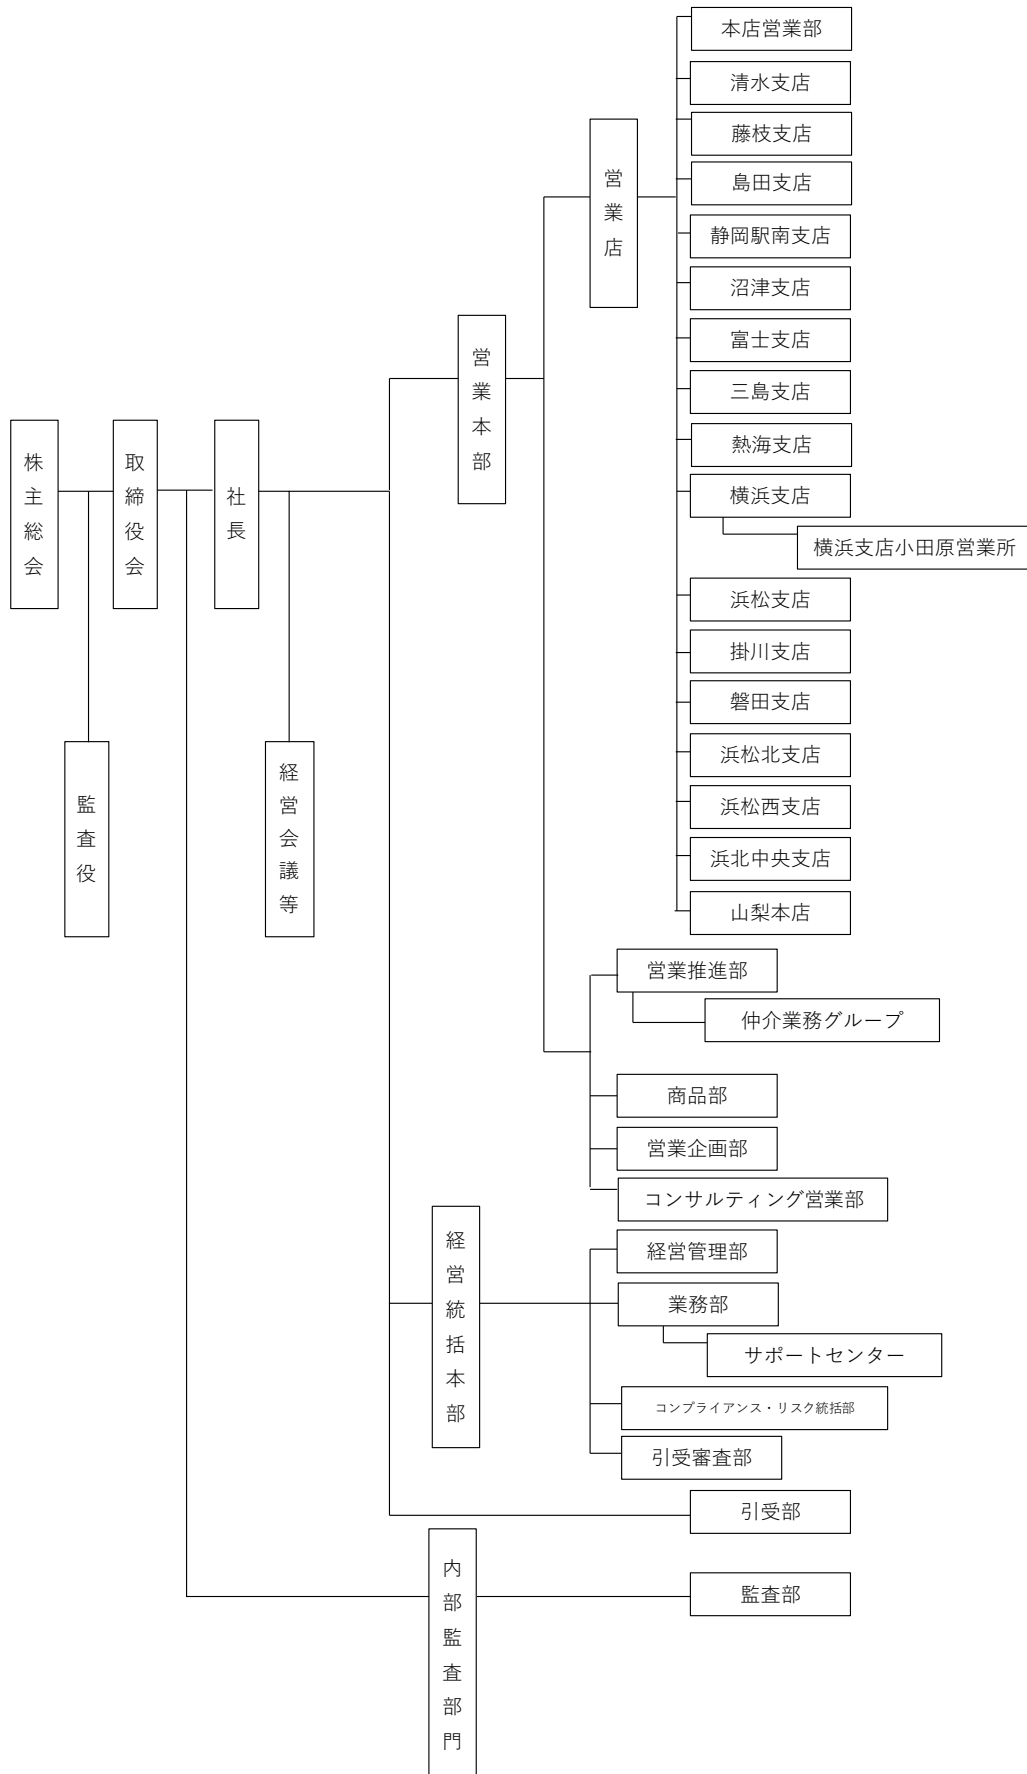 株主総会
取締役会
社長
監査役
経営会議等
営業本部
営業店
本店営業部
清水支店
藤枝支店
島田支店
静岡駅南支店
沼津支店
富士支店
三島支店
熱海支店
横浜支店
横浜支店小田原営業所
浜松支店
掛川支店
磐田支店
浜松北支店
浜松西支店
浜北中央支店
山梨本店
営業推進部
仲介業務グループ
商品部
営業企画部
コンサルティング営業部
経営統括本部
経営管理部
業務部
サポートセンター
コンプライアンス・リスク統括部
引受審査部
引受部
内部監査部門
監査部